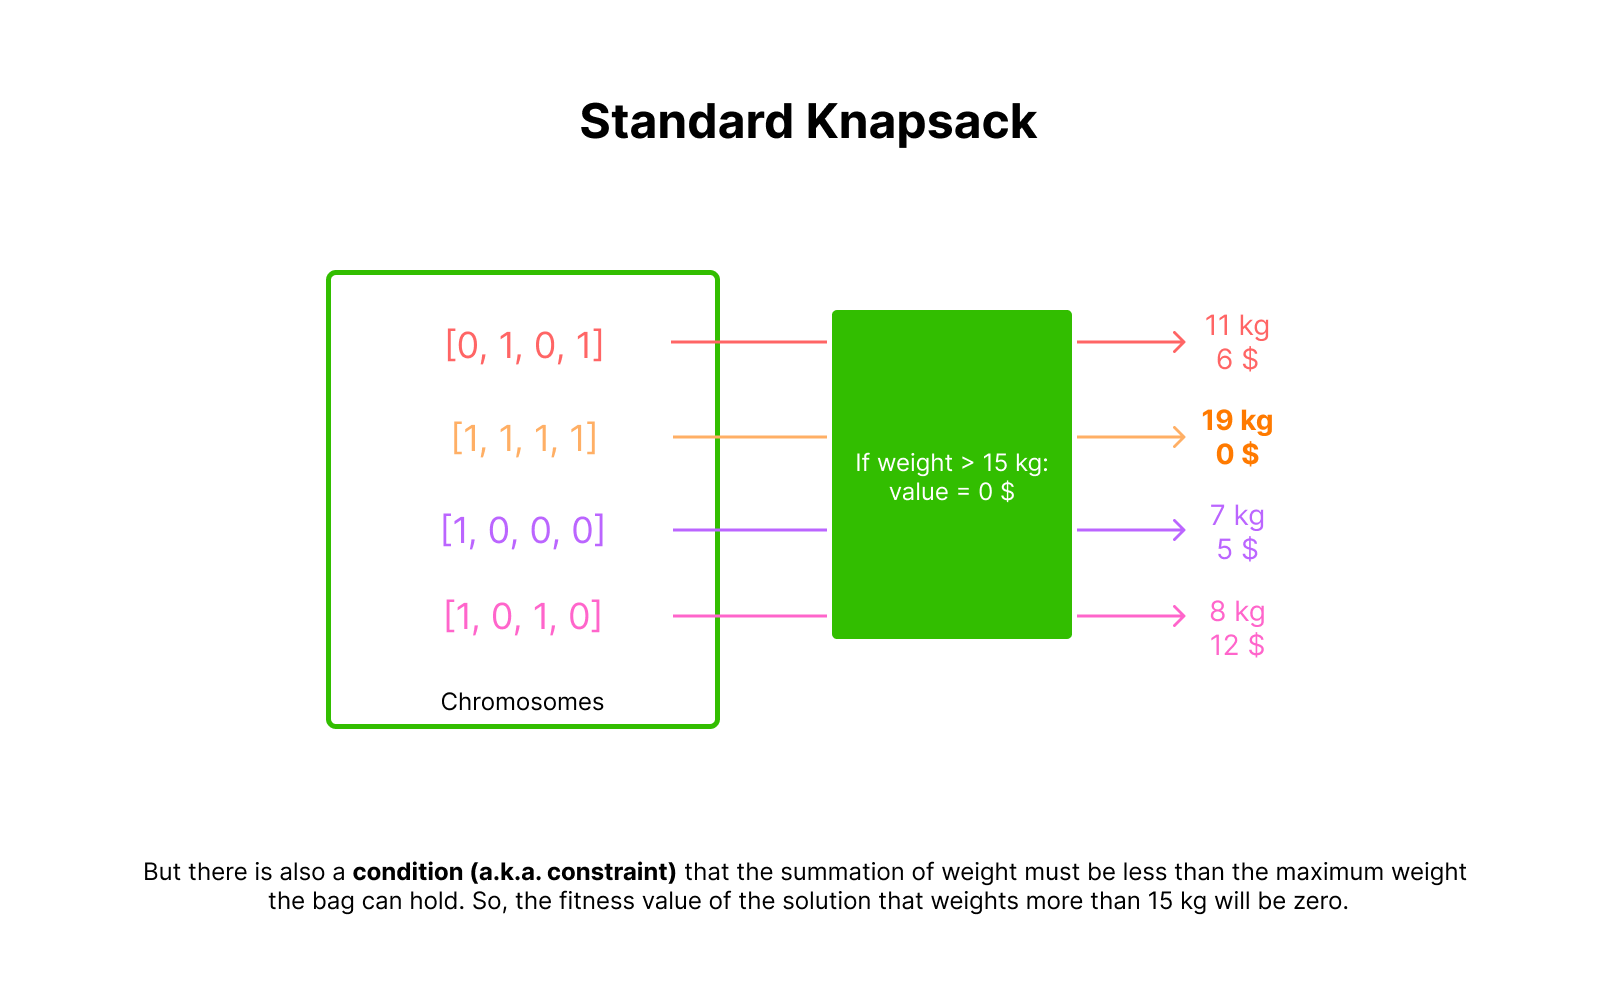 Standard Knapsack
[0, 1, 0, 1]
11 kg
6 $
[1, 1, 1, 1]
19 kg
0 $
If weight > 15 kg:
value = 0 $
[1, 0, 0, 0]
7 kg
5 $
[1, 0, 1, 0]
8 kg
12 $
Chromosomes
But there is also a condition (a.k.a. constraint) that the summation of weight must be less than the maximum weight
the bag can hold. So, the fitness value of the solution that weights more than 15 kg will be zero.